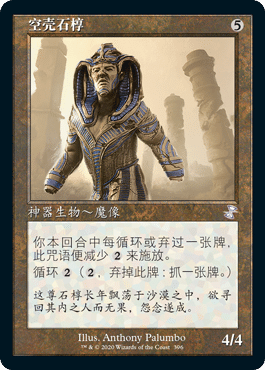 空壳石椁 5
神器生物～魔像
你本回合中每循环或弃过一张牌，
此咒语便减少 2 来施放。
循环 2（2，弃掉此牌：抓一张牌。）
这尊石椁长年飘荡于沙漠之中，欲寻
回其内之人而无果，怨念遂成。
Illus. Anthony Palumbo
™ & © 2020 Wizards of the Coast 396
4/4